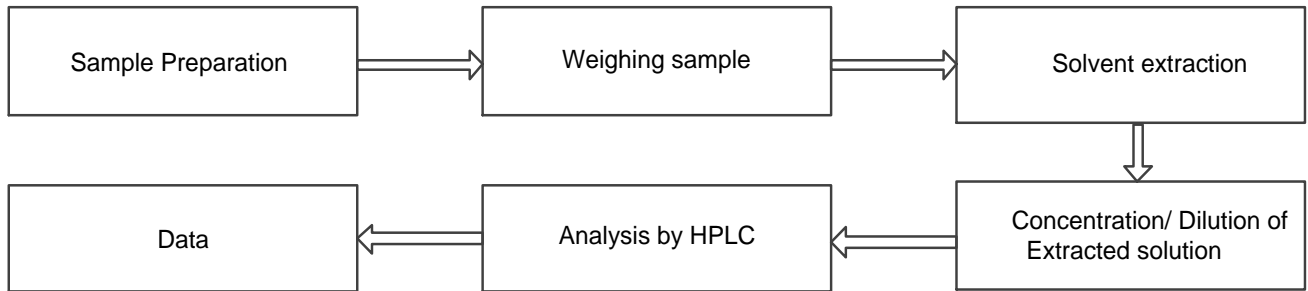 Sample Preparation
Weighing sample
Solvent extraction
Concentration/ Dilution of
Extracted solution
Analysis by HPLC
Data